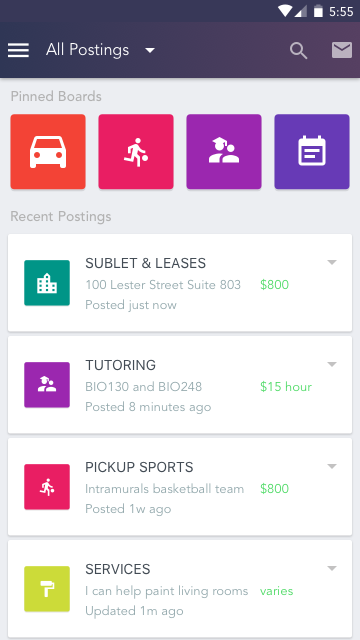 5:55
All Postings
Pinned Boards
Recent Postings
SUBLET & LEASES
100 Lester Street Suite 803 $800
Posted just now
TUTORING
BIO130 and BIO248 $15 hour
Posted 8 minutes ago
PICKUP SPORTS
Intramurals basketball team $800
Posted 1w ago
SERVICES
I can help paint living rooms varies
Updated 1m ago